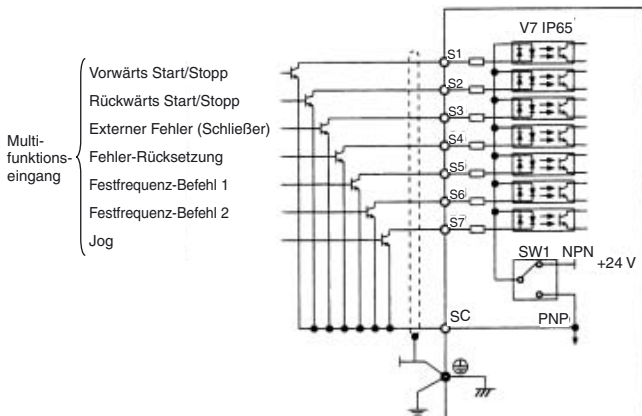 V7 IP65
S1
Vorwärts Start/Stopp
S2
Rückwärts Start/Stopp
S3
Externer Fehler (Schließer)
Multi-
funktions-
eingang
S4
Fehler-Rücksetzung
S5
Festfrequenz-Befehl 1
S6
Festfrequenz-Befehl 2
S7
Jog
SW1 NPN
+24 V
SC
PNP